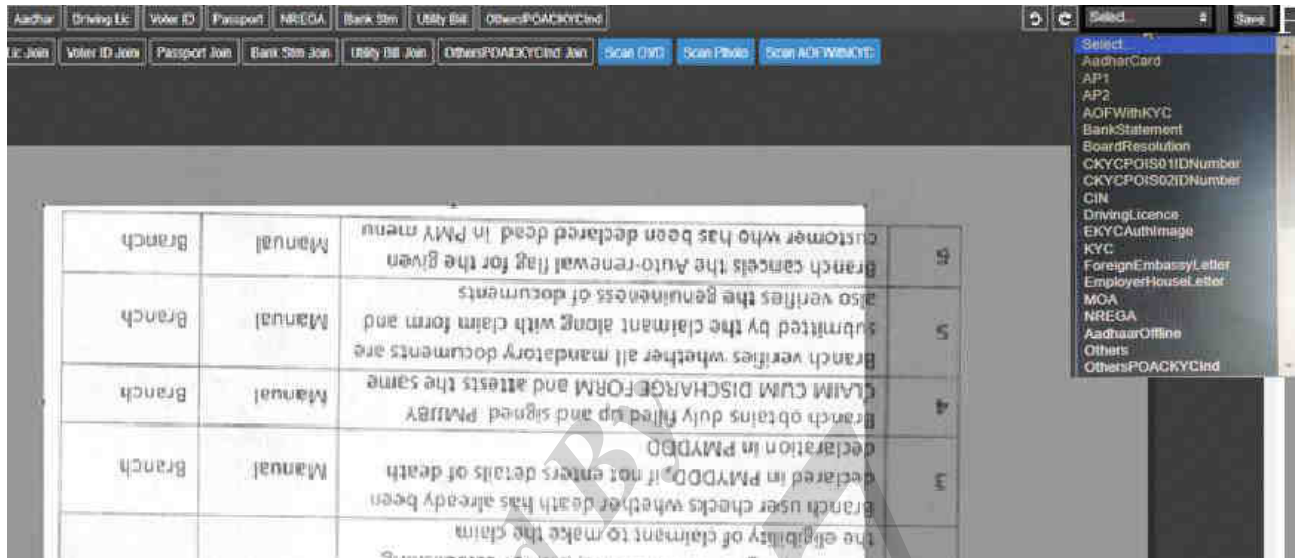 Aadhar Driving Lic Voter ID Passport NREGA Bank Stm Utility Bill OthersPOACKYCInd Select... Save
Lic Join Voter ID Join Passport Join Bank Stm Join Utility Bill Join OthersPOACKYCInd Join Scan OVD Scan Photo Scan AOFWithKYC
Select...
AadharCard
AP1
AP2
AOFWithKYC
BankStatement
BoardResolution
CKYCPOIS01IDNumber
CKYCPOIS02IDNumber
CIN
DrivingLicence
EKYCAuthImage
KYC
ForeignEmbassyLetter
EmployerHouseLetter
MOA
NREGA
AadhaarOffline
Others
OthersPOACKYCInd
the eligibility of claimant to make the claim
Branch user checks whether death has already been
3 declared in PMYDDD, if not enters details of death Manual Branch
declaration in PMYDDD
4 Branch obtains duly filled up and signed PMJJBY Manual Branch
CLAIM CUM DISCHARGE FORM and attests the same
Branch verifies whether all mandatory documents are
5 submitted by the claimant along with claim form and Manual Branch
also verifies the genuineness of documents
Branch cancels the Auto-renewal flag for the given Manual Branch
customer who has been declared dead in PMY menu
By